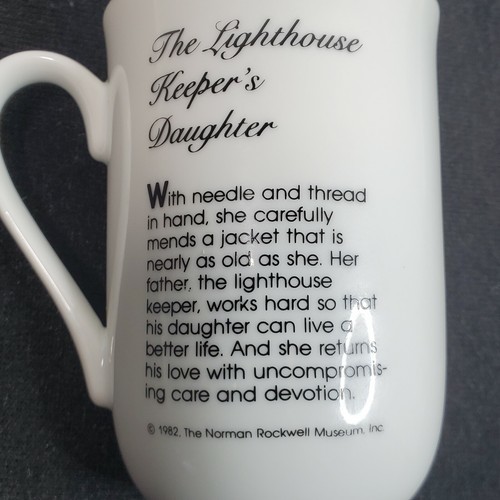 The Lighthouse
Keeper's
Daughter
With needle and thread
in hand, she carefully
mends a jacket that is
nearly as old as she. Her
father, the lighthouse
keeper, works hard so that
his daughter can live a
better life. And she returns
his love with uncompromis-
ing care and devotion.
© 1982, The Norman Rockwell Museum, Inc.